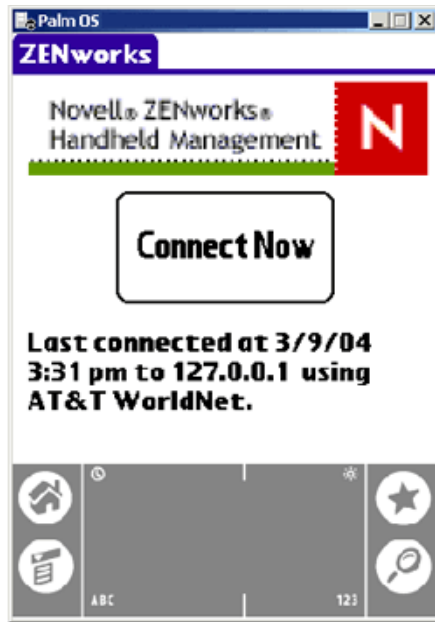 Palm OS
ZENworks
Novell® ZENworks®
Handheld Management
N
Connect Now
Last connected at 3/9/04
3:31 pm to 127.0.0.1 using
AT&T WorldNet.
ABC
123